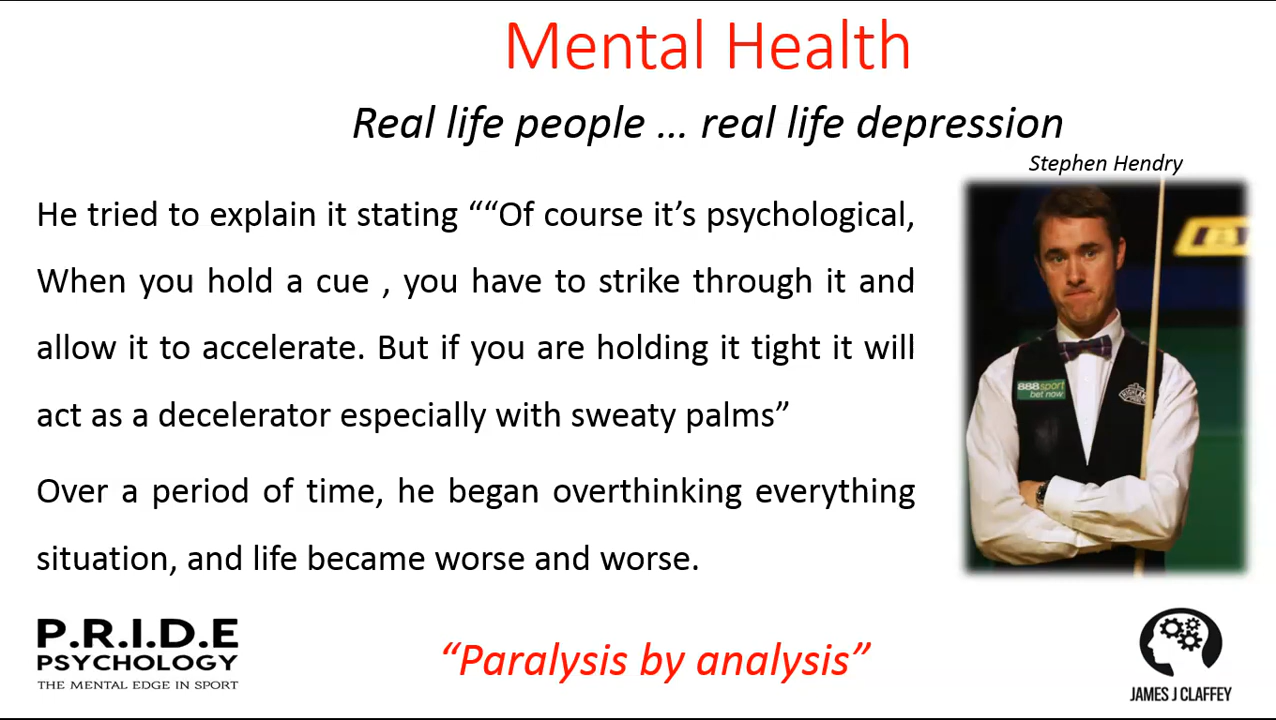 Mental Health
Real life people … real life depression
Stephen Hendry
He tried to explain it stating ““Of course it’s psychological,
When you hold a cue , you have to strike through it and
allow it to accelerate. But if you are holding it tight it will
act as a decelerator especially with sweaty palms”
Over a period of time, he began overthinking everything
situation, and life became worse and worse.
888sport
bet now
P.R.I.D.E
PSYCHOLOGY
THE MENTAL EDGE IN SPORT
“Paralysis by analysis”
JAMES J CLAFFEY